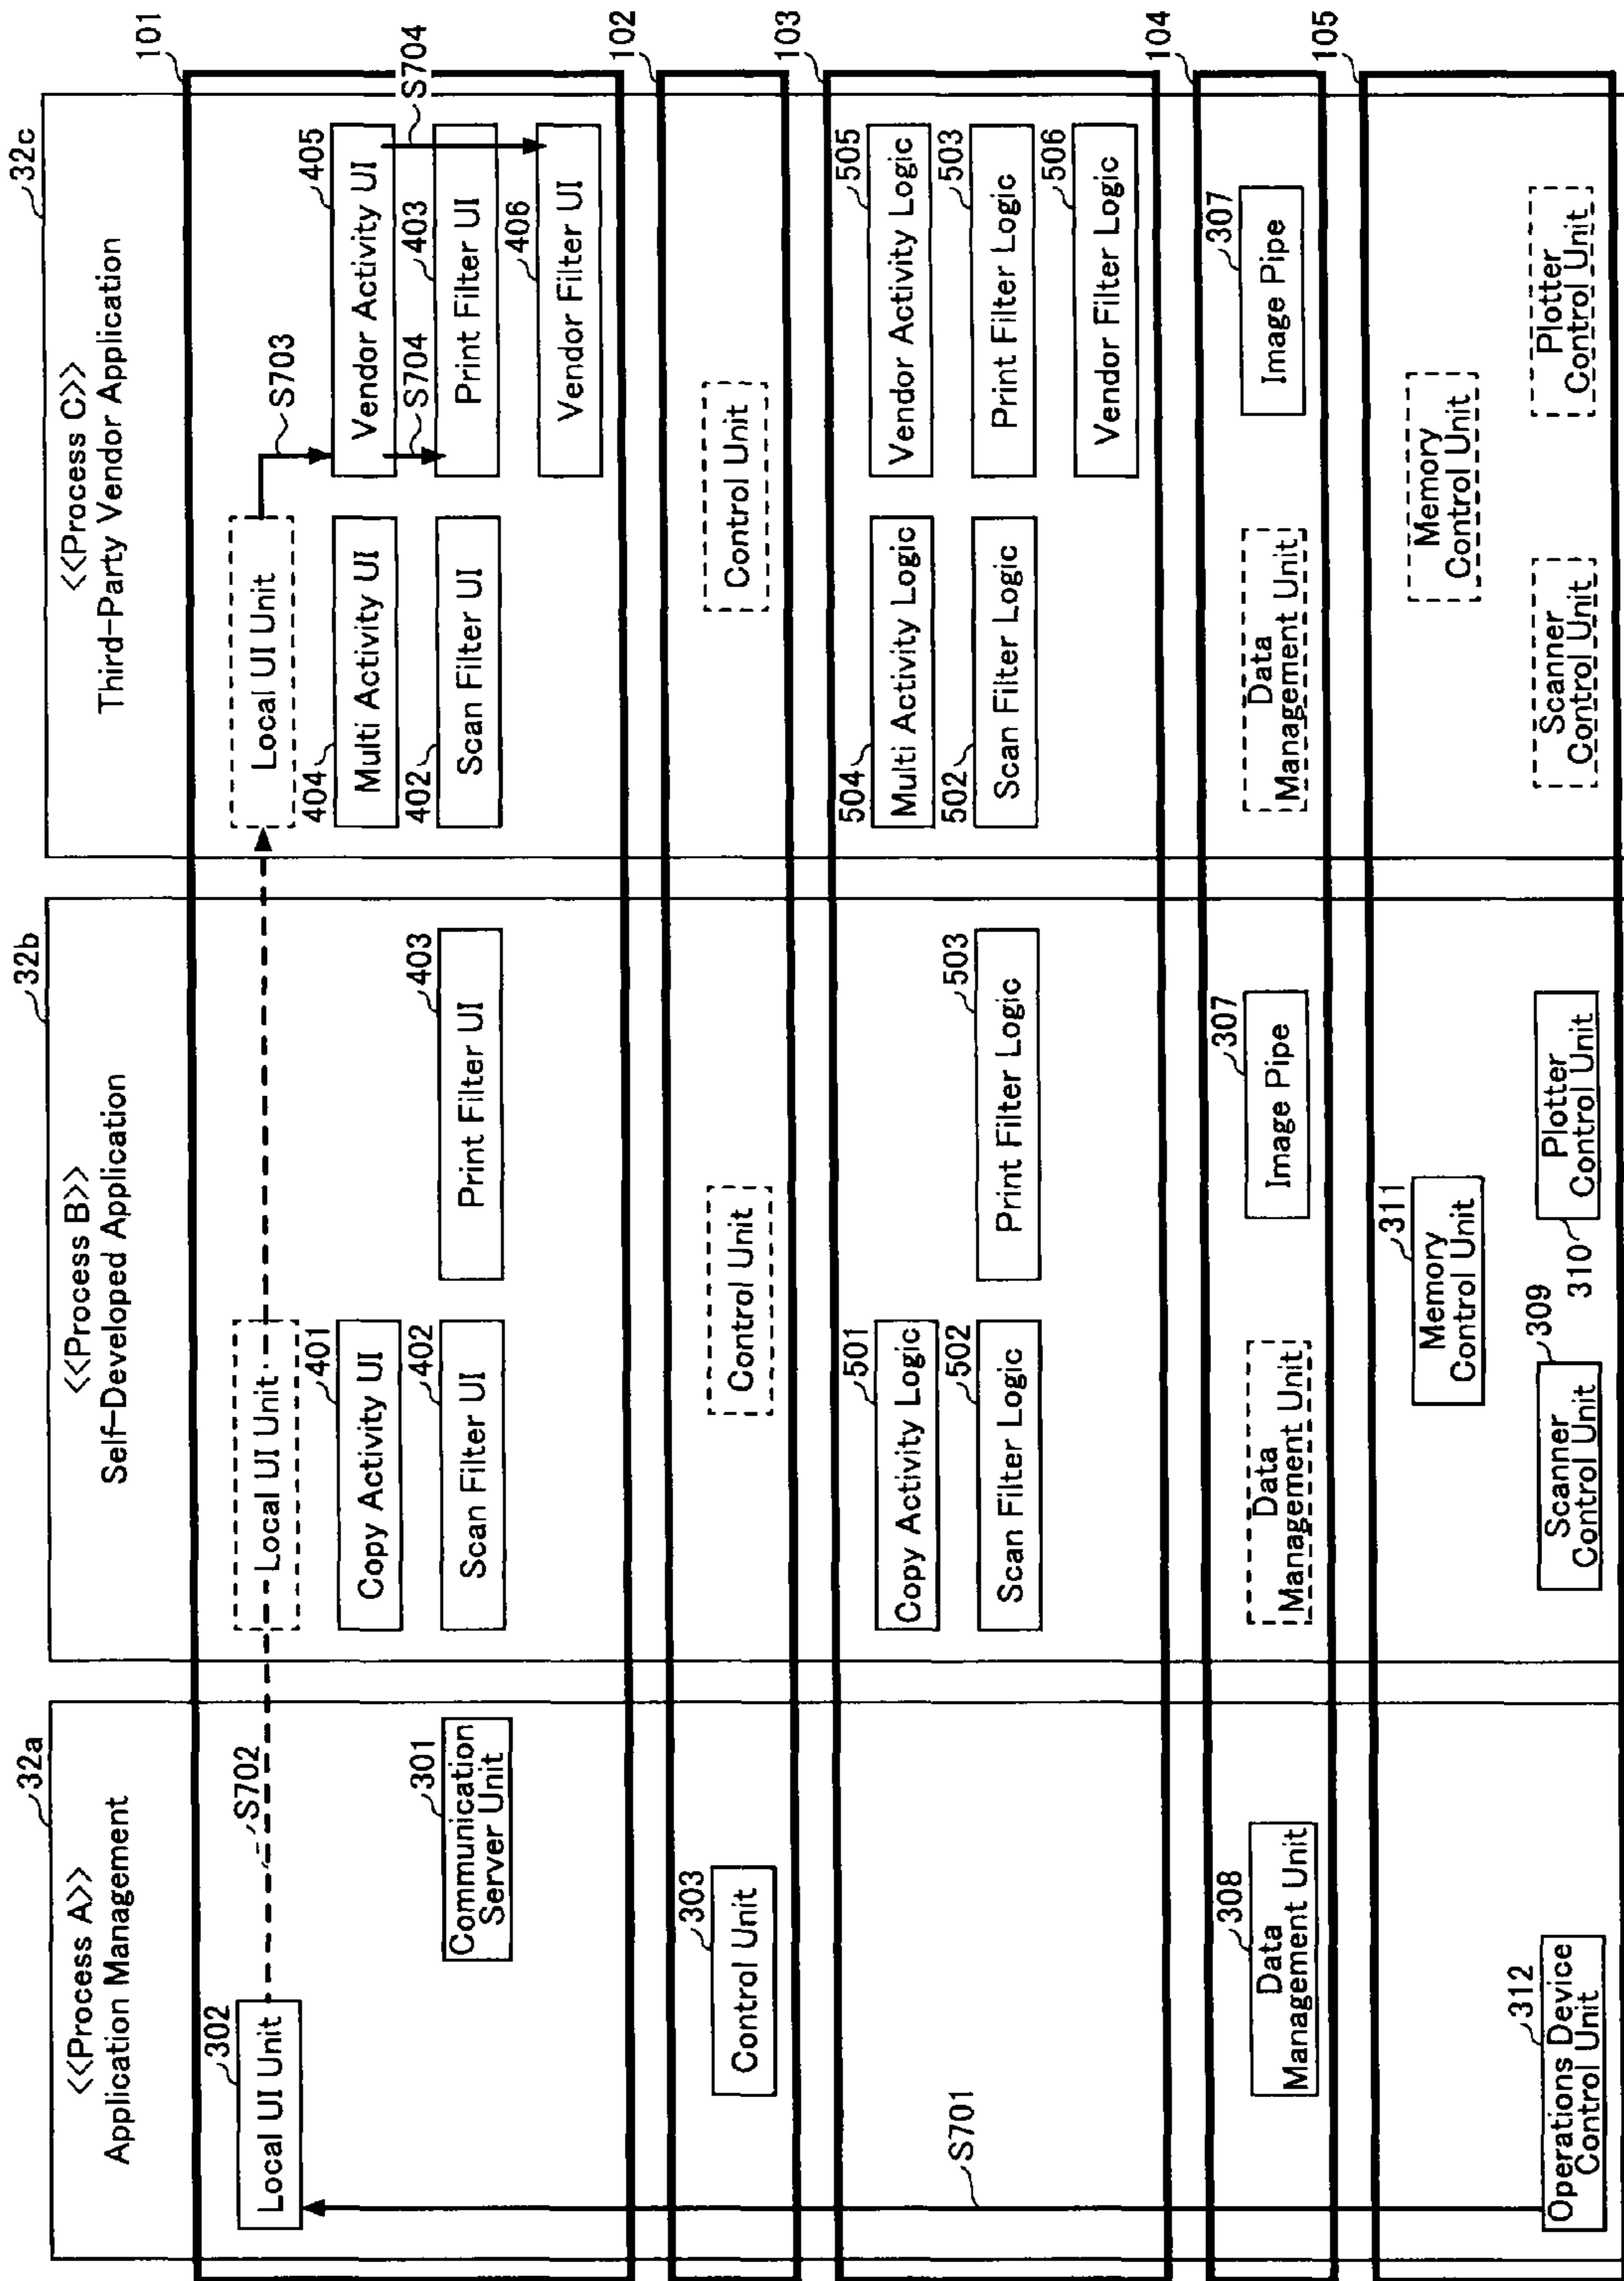 32a
<<Process A>>
Application Management
32b
<<Process B>>
Self-Developed Application
32c
<<Process C>>
Third-Party Vendor Application
101
302
Local UI Unit
S702
301
Communication
Server Unit
Local UI Unit
401
Copy Activity UI
402
Scan Filter UI
403
Print Filter UI
Local UI Unit
S703
404
Multi Activity UI
405
Vendor Activity UI
S704
S704
402
Scan Filter UI
403
Print Filter UI
406
Vendor Filter UI
102
303
Control Unit
Control Unit
Control Unit
103
S701
501
Copy Activity Logic
502
Scan Filter Logic
503
Print Filter Logic
504
Multi Activity Logic
505
Vendor Activity Logic
502
Scan Filter Logic
503
Print Filter Logic
506
Vendor Filter Logic
104
308
Data
Management Unit
Data
Management Unit
307
Image Pipe
Data
Management Unit
307
Image Pipe
105
312
Operations Device
Control Unit
311
Memory
Control Unit
309
Scanner
Control Unit
310
Plotter
Control Unit
Memory
Control Unit
Scanner
Control Unit
Plotter
Control Unit